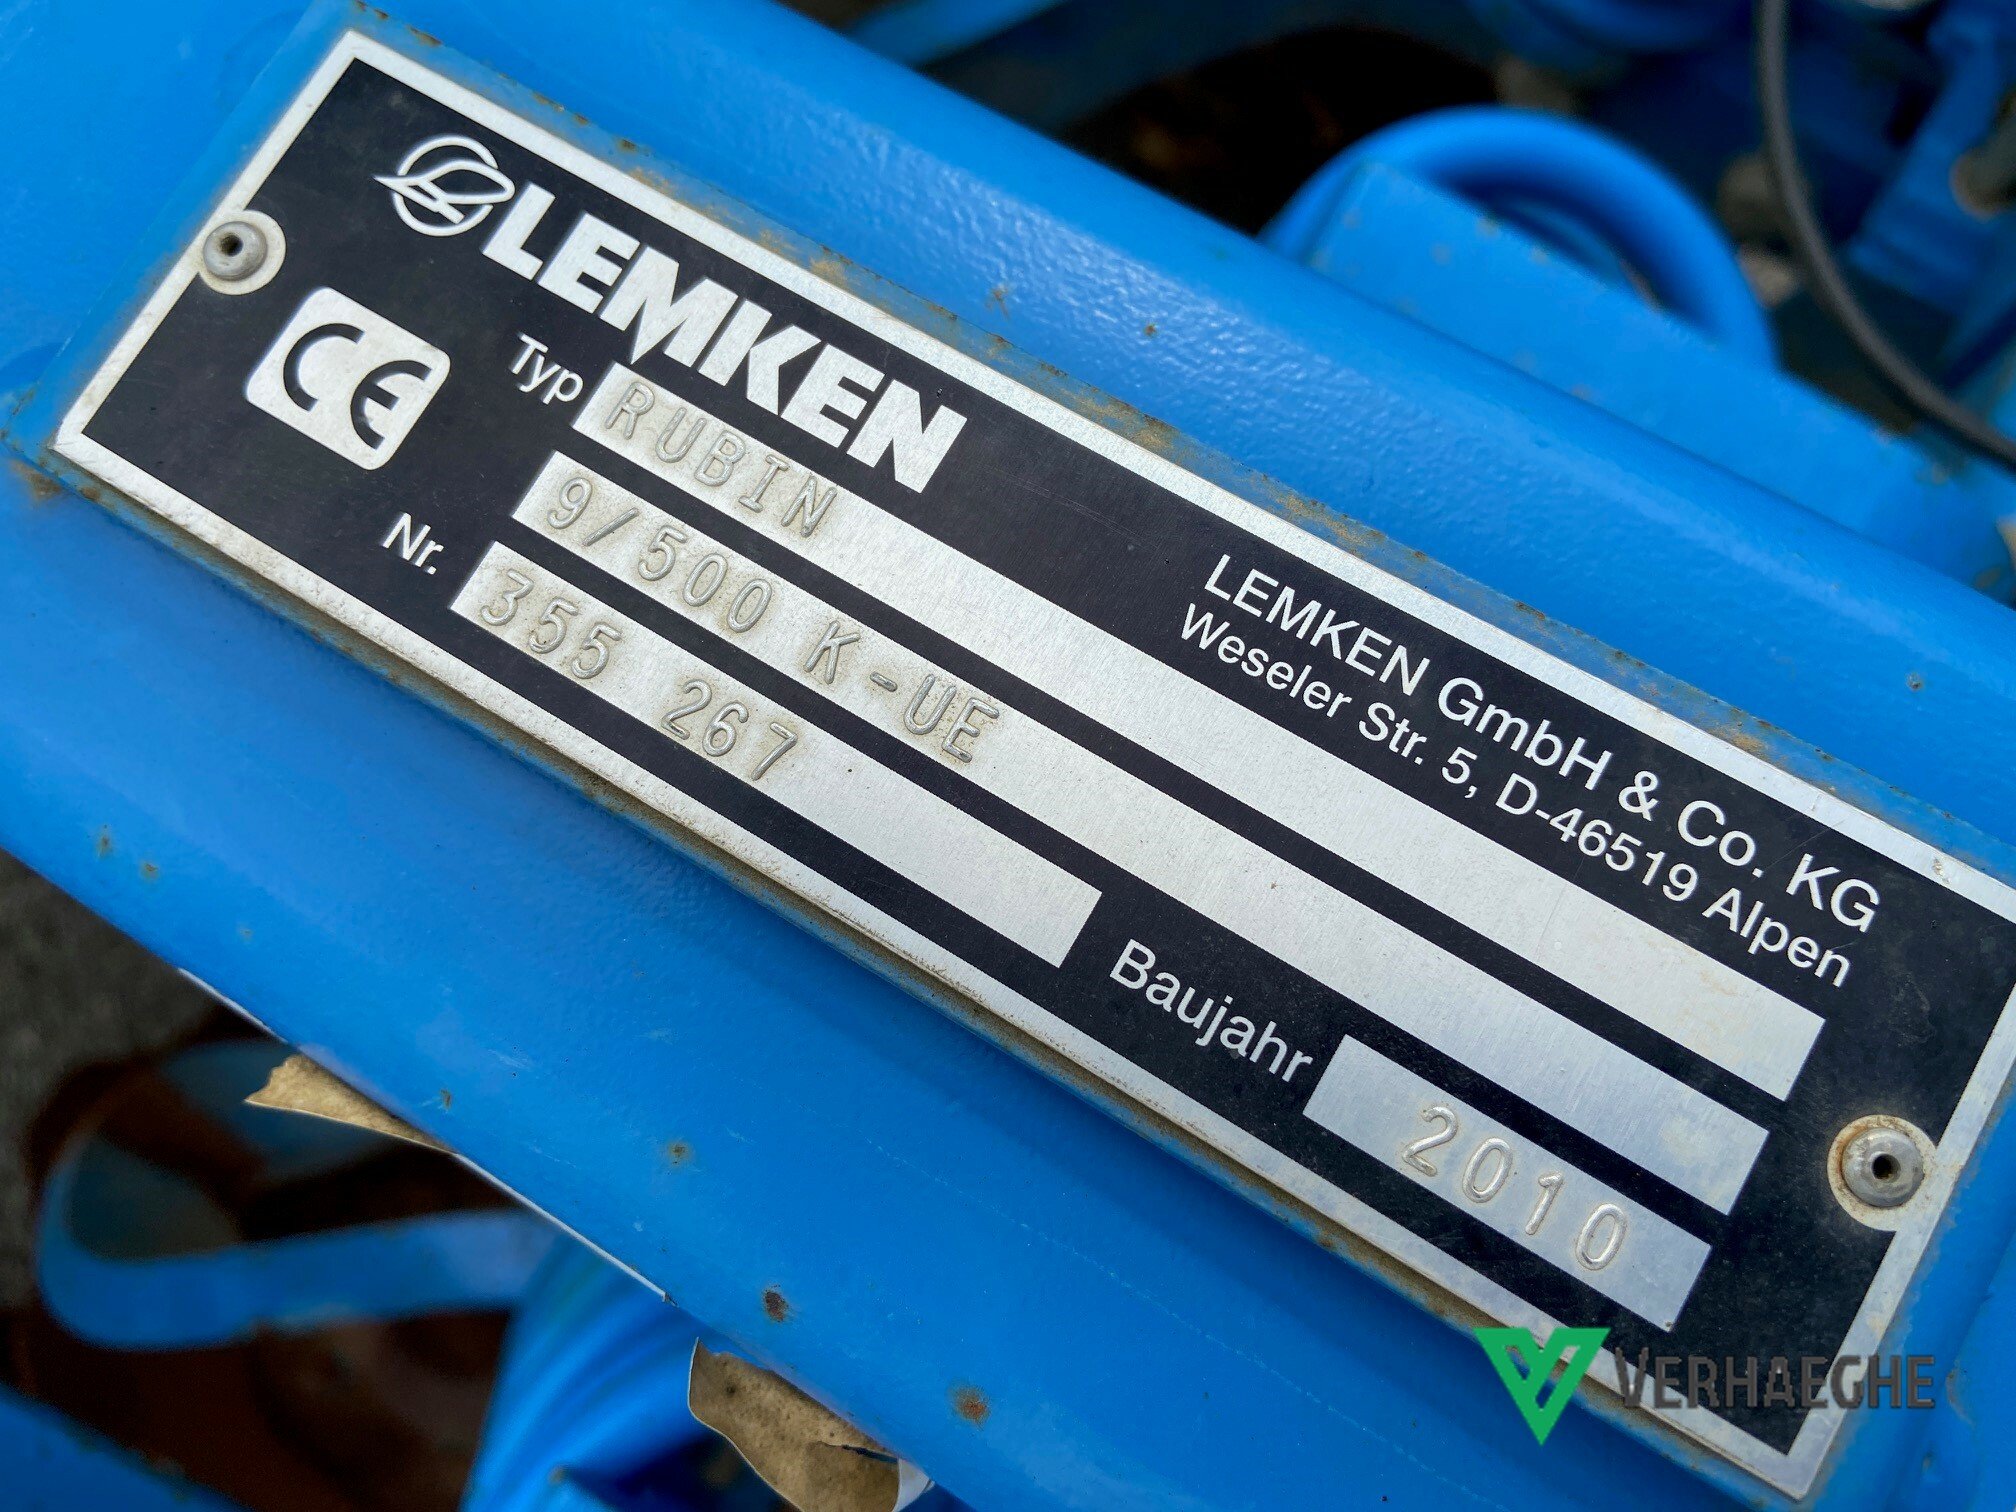 LEMKEN
CE
Typ RUBIN
9/500 K-UE
Nr. 355 267
LEMKEN GmbH & Co. KG
Weseler Str. 5, D-46519 Alpen
Baujahr 2010
VERHAEGHE